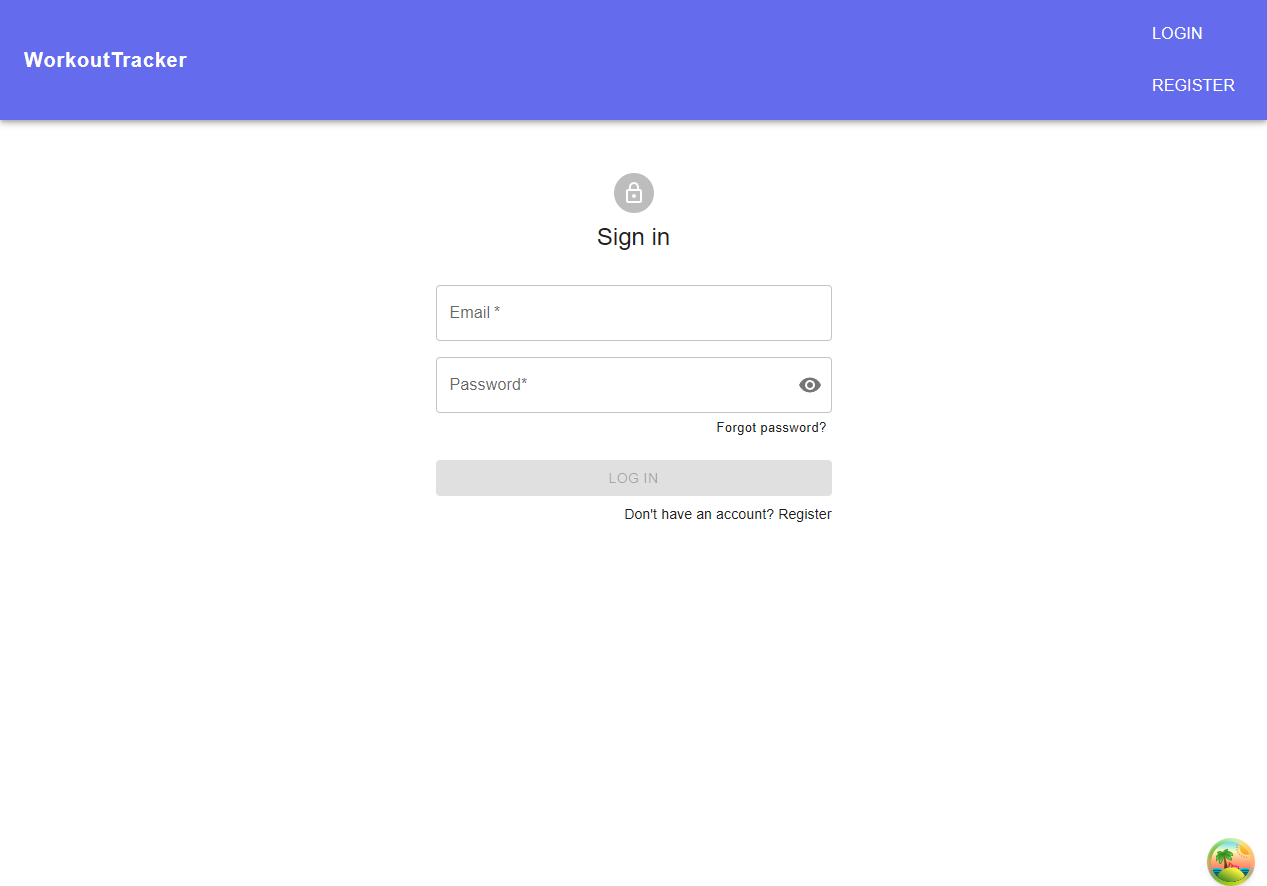 WorkoutTracker
LOGIN
REGISTER
Sign in
Email *
Password*
Forgot password?
LOG IN
Don't have an account? Register